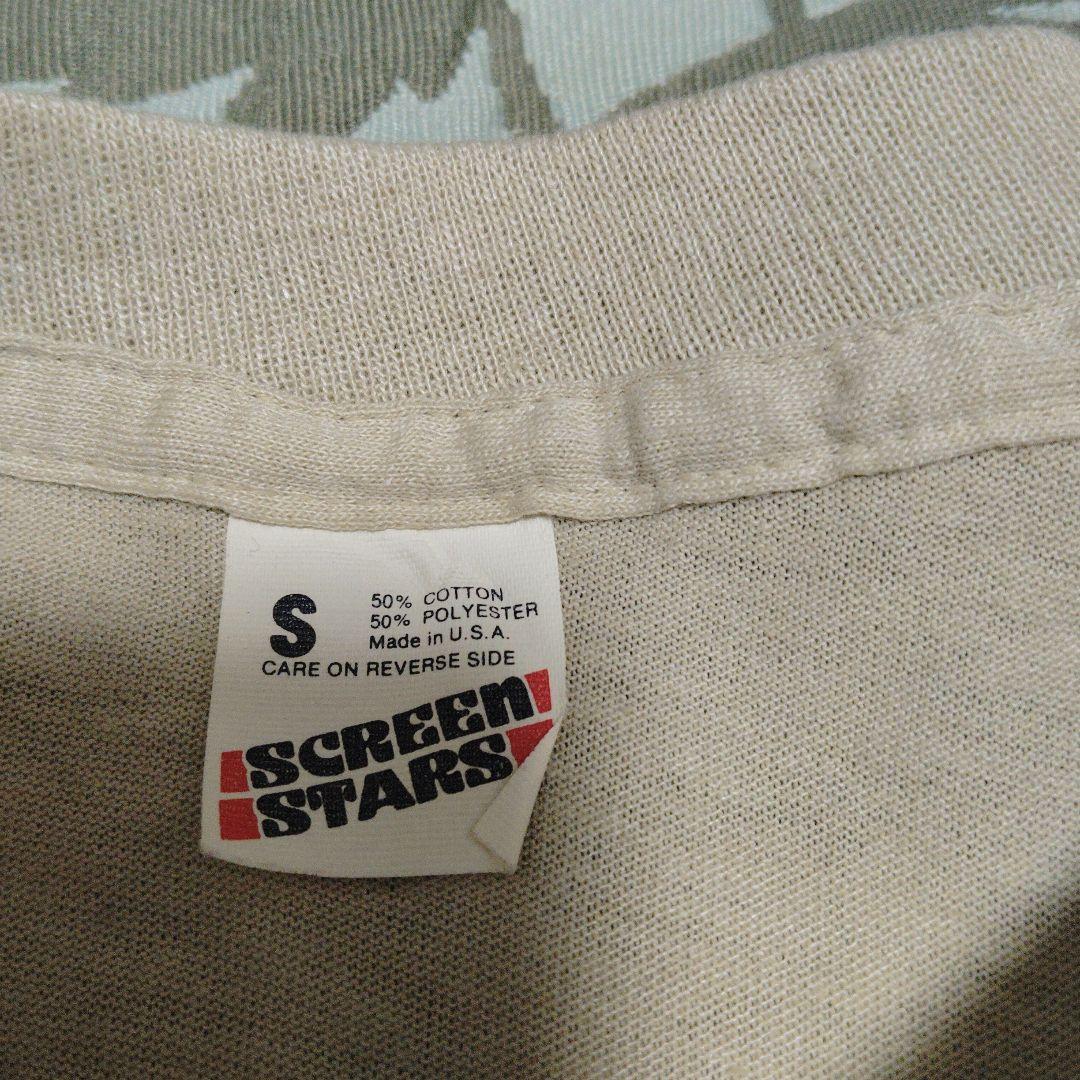 S
50% COTTON
50% POLYESTER
Made in U.S.A.
CARE ON REVERSE SIDE
SCREEN
STARS